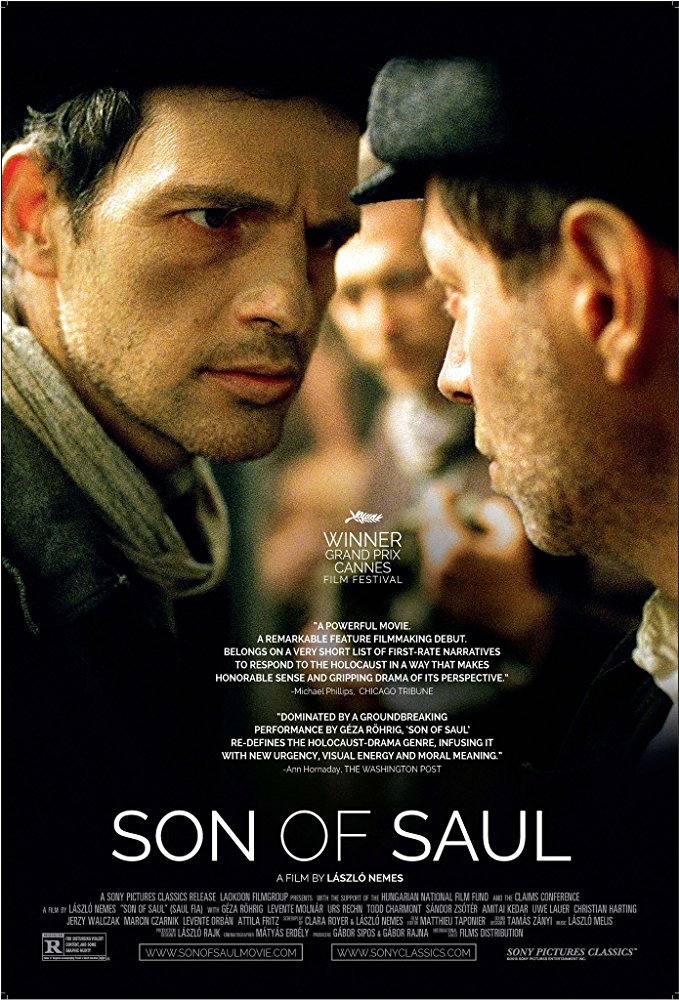 WINNER
GRAND PRIX
CANNES
FILM FESTIVAL
"A POWERFUL MOVIE.
A REMARKABLE FEATURE FILMMAKING DEBUT.
BELONGS ON A VERY SHORT LIST OF FIRST-RATE NARRATIVES
TO RESPOND TO THE HOLOCAUST IN A WAY THAT MAKES
HONORABLE SENSE AND GRIPPING DRAMA OF ITS PERSPECTIVE."
-Michael Phillips, CHICAGO TRIBUNE
"DOMINATED BY A GROUNDBREAKING
PERFORMANCE BY GÉZA RÖHRIG, 'SON OF SAUL'
RE-DEFINES THE HOLOCAUST-DRAMA GENRE, INFUSING IT
WITH NEW URGENCY, VISUAL ENERGY AND MORAL MEANING."
-Ann Hornaday, THE WASHINGTON POST
SON OF SAUL
A FILM BY LÁSZLÓ NEMES
A SONY PICTURES CLASSICS RELEASE LAOKOON FILMGROUP PRESENTS WITH THE SUPPORT OF THE HUNGARIAN NATIONAL FILM FUND AND THE CLAIMS CONFERENCE
A FILM BY LÁSZLÓ NEMES "SON OF SAUL" (SAUL FIA) WITH GÉZA RÖHRIG LEVENTE MOLNÁR URS RECHN TODD CHARMONT SÁNDOR ZSÓTÉR AMITAI KEDAR UWE LAUER CHRISTIAN HARTING
JERZY WALCZAK MARCIN CZARNIK LEVENTE ORBÁN ATTILA FRITZ BY CLARA ROYER & LÁSZLÓ NEMES MATTHIEU TAPONIER TAMÁS ZÁNYI MUSIC LÁSZLÓ MELIS
LÁSZLÓ RAJK CINEMATOGRAPHER MÁTYÁS ERDÉLY PRODUCERS GÁBOR SIPOS & GÁBOR RAJNA FILMS DISTRIBUTION
R
WWW.SONOFSAULMOVIE.COM
WWW.SONYCLASSICS.COM
SONY PICTURES CLASSICS